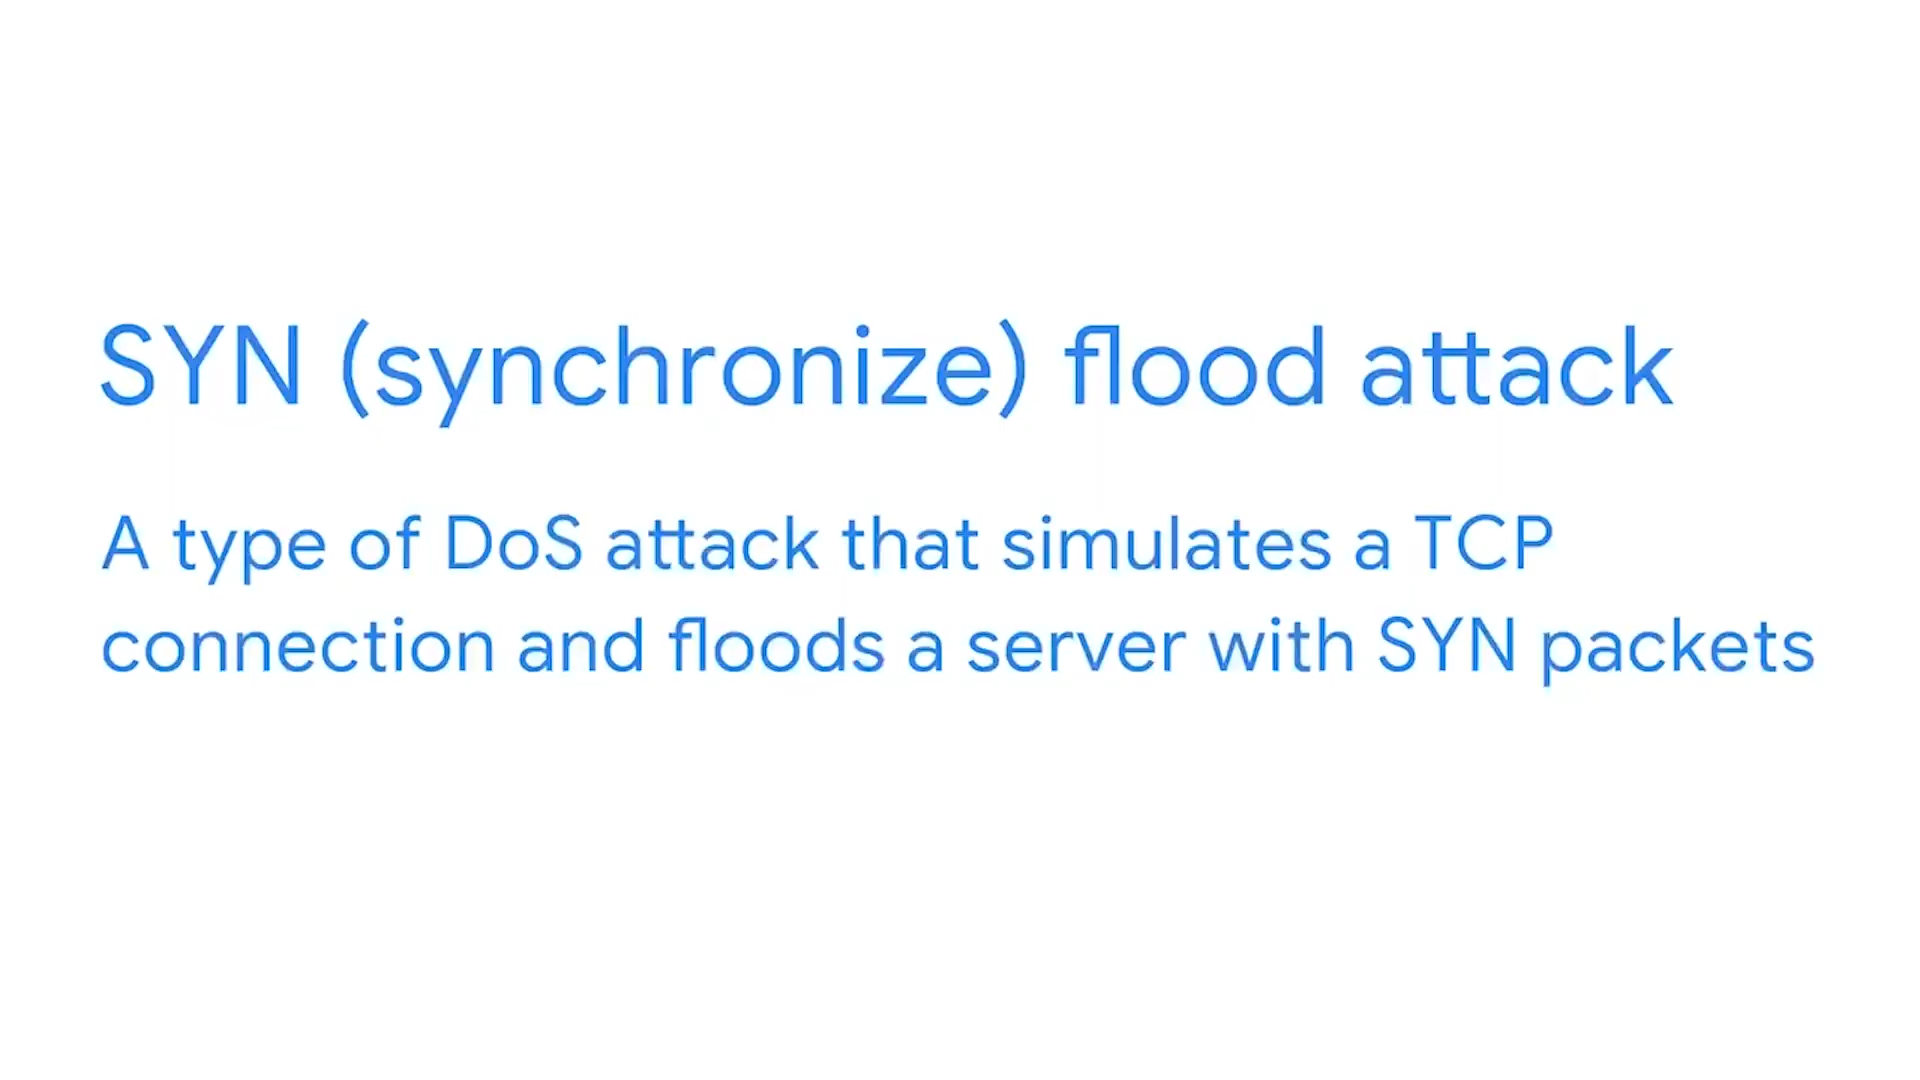 SYN (synchronize) flood attack
A type of DoS attack that simulates a TCP
connection and floods a server with SYN packets